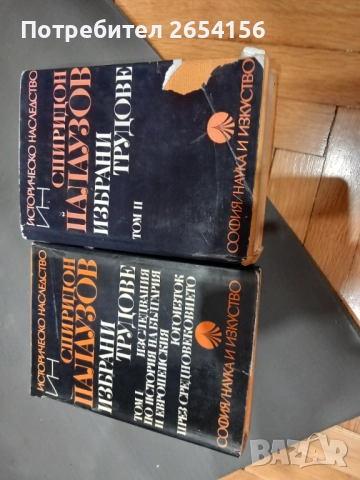 Потребител 2654156
ИСТОРИЧЕСКО НАСЛЕДСТВО
ИН
СПИРИДОН
ПАЛАУЗОВ
ИЗБРАНИ
ТРУДОВЕ
ТОМ II
СОФИЯ/НАУКА И ИЗКУСТВО
ИСТОРИЧЕСКО НАСЛЕДСТВО
ИН
СПИРИДОН
ПАЛАУЗОВ
ИЗБРАНИ
ТРУДОВЕ
ТОМ I
ИЗСЛЕДВАНИЯ
ПО ИСТОРИЯ НА БЪЛГАРИЯ
И ЕВРОПЕЙСКИЯ
ЮГОИЗТОК
ПРЕЗ СРЕДНОВЕКОВИЕТО
СОФИЯ/НАУКА И ИЗКУСТВО
BAZAR